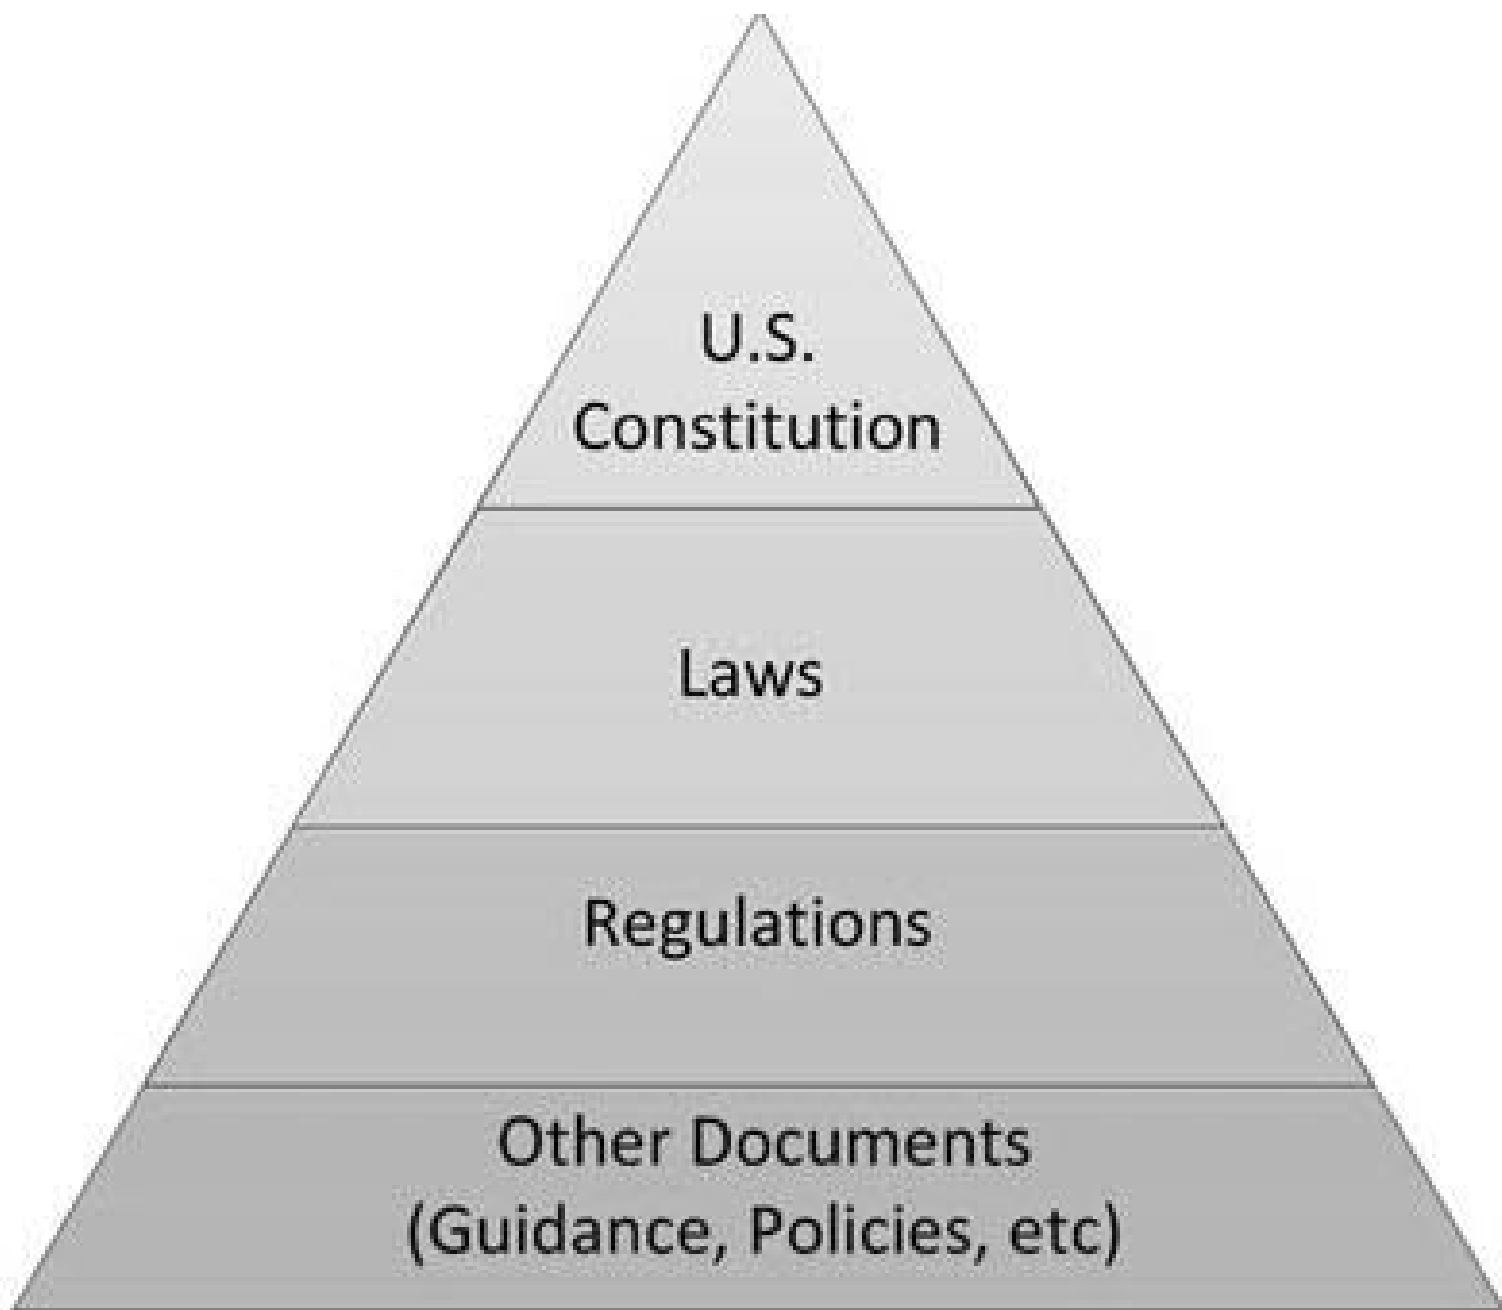 U.S.
Constitution
Laws
Regulations
Other Documents
(Guidance, Policies, etc)